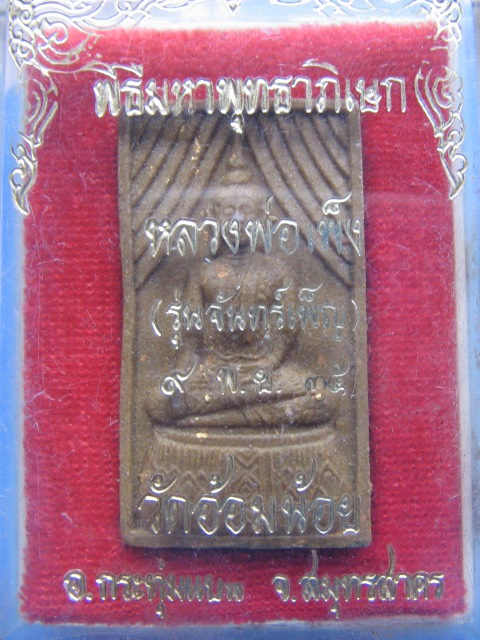 พิธีมหาพุทธาภิเษก
หลวงพ่อเพ็ง
(รุ่นจันทร์เพ็ญ)
๙ พ.ย. ๓๕
วัดอ้อมน้อย
อ.กระทุ่มแบน จ.สมุทรสาคร